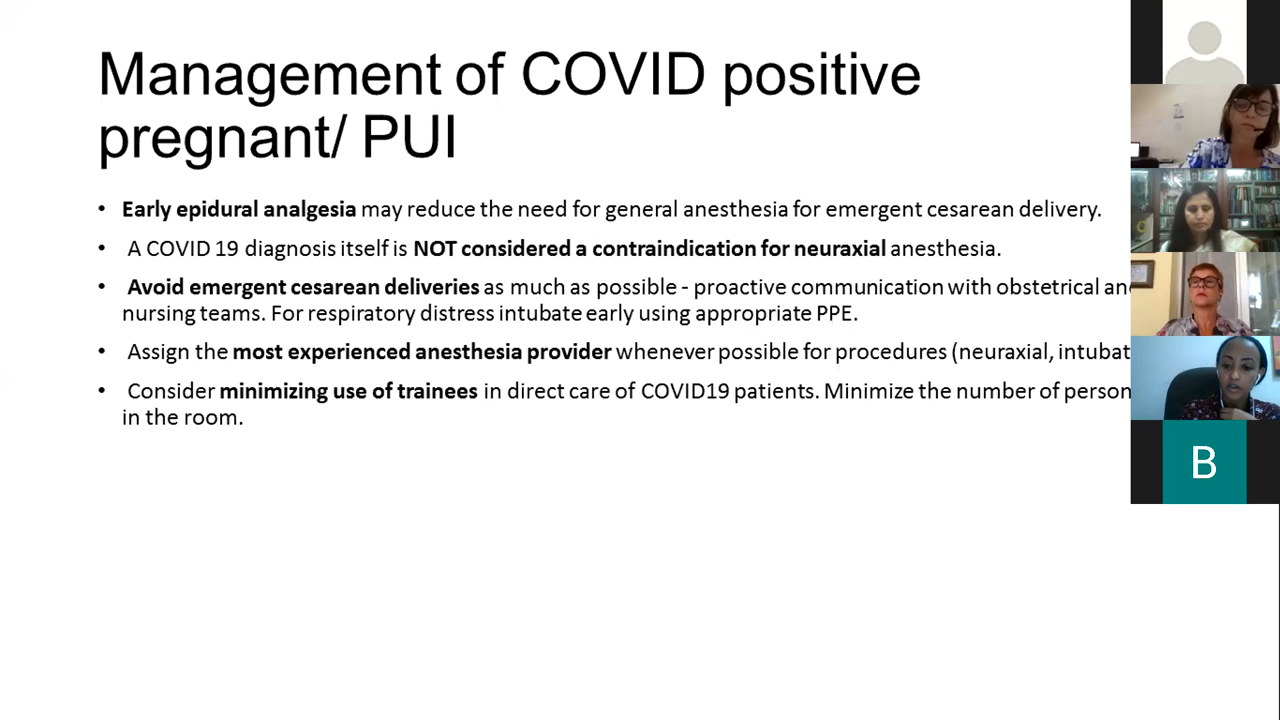 Management of COVID positive
pregnant/ PUI
• Early epidural analgesia may reduce the need for general anesthesia for emergent cesarean delivery.
• A COVID 19 diagnosis itself is NOT considered a contraindication for neuraxial anesthesia.
• Avoid emergent cesarean deliveries as much as possible - proactive communication with obstetrical
nursing teams. For respiratory distress intubate early using appropriate PPE.
• Assign the most experienced anesthesia provider whenever possible for procedures (neuraxial,
• Consider minimizing use of trainees in direct care of COVID19 patients. Minimize the number of
in the room.
B